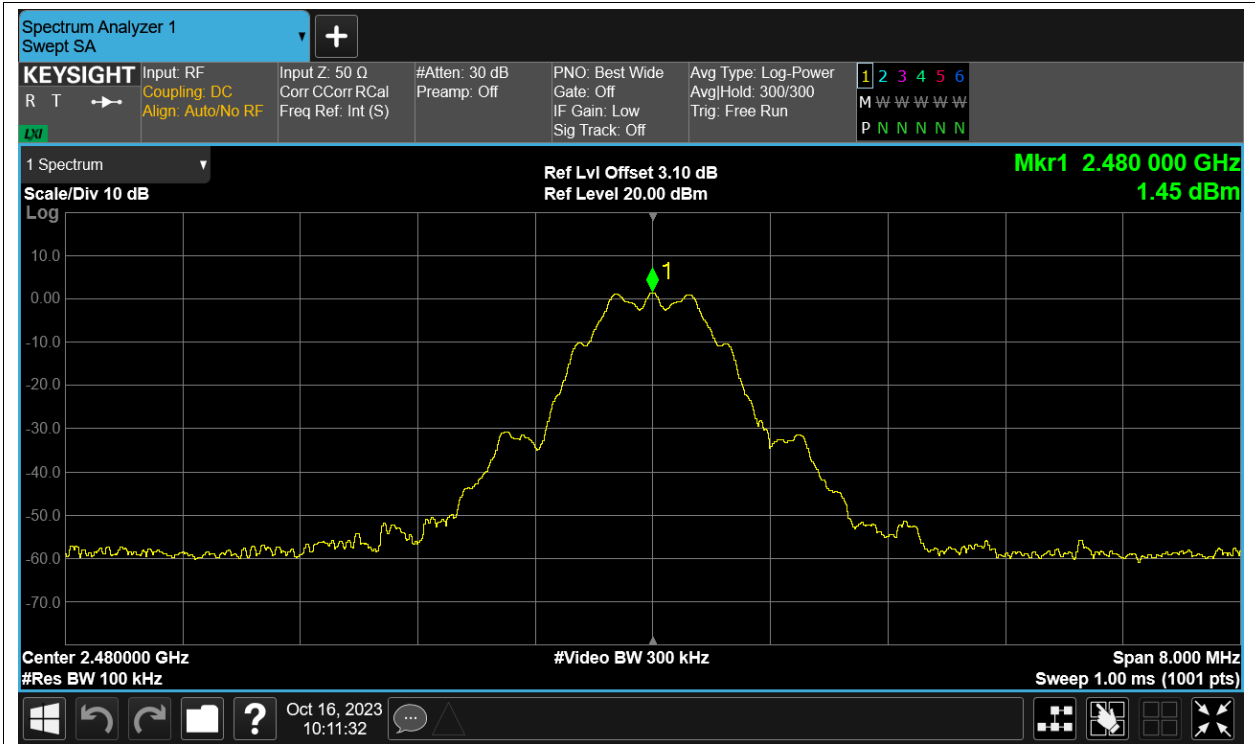 Spectrum Analyzer 1
Swept SA
KEYSIGHT
R T
LXI
Input: RF
Coupling: DC
Align: Auto/No RF
Input Z: 50 Ω
Corr CCorr RCal
Freq Ref: Int (S)
#Atten: 30 dB
Preamp: Off
PNO: Best Wide
Gate: Off
IF Gain: Low
Sig Track: Off
Avg Type: Log-Power
Avg|Hold: 300/300
Trig: Free Run
1 2 3 4 5 6
M W W W W W
P N N N N N
1 Spectrum
Scale/Div 10 dB
Log
Ref Lvl Offset 3.10 dB
Ref Level 20.00 dBm
Mkr1 2.480 000 GHz
1.45 dBm
1
10.0
0.00
-10.0
-20.0
-30.0
-40.0
-50.0
-60.0
-70.0
Center 2.480000 GHz
#Res BW 100 kHz
#Video BW 300 kHz
Span 8.000 MHz
Sweep 1.00 ms (1001 pts)
?
Oct 16, 2023
10:11:32